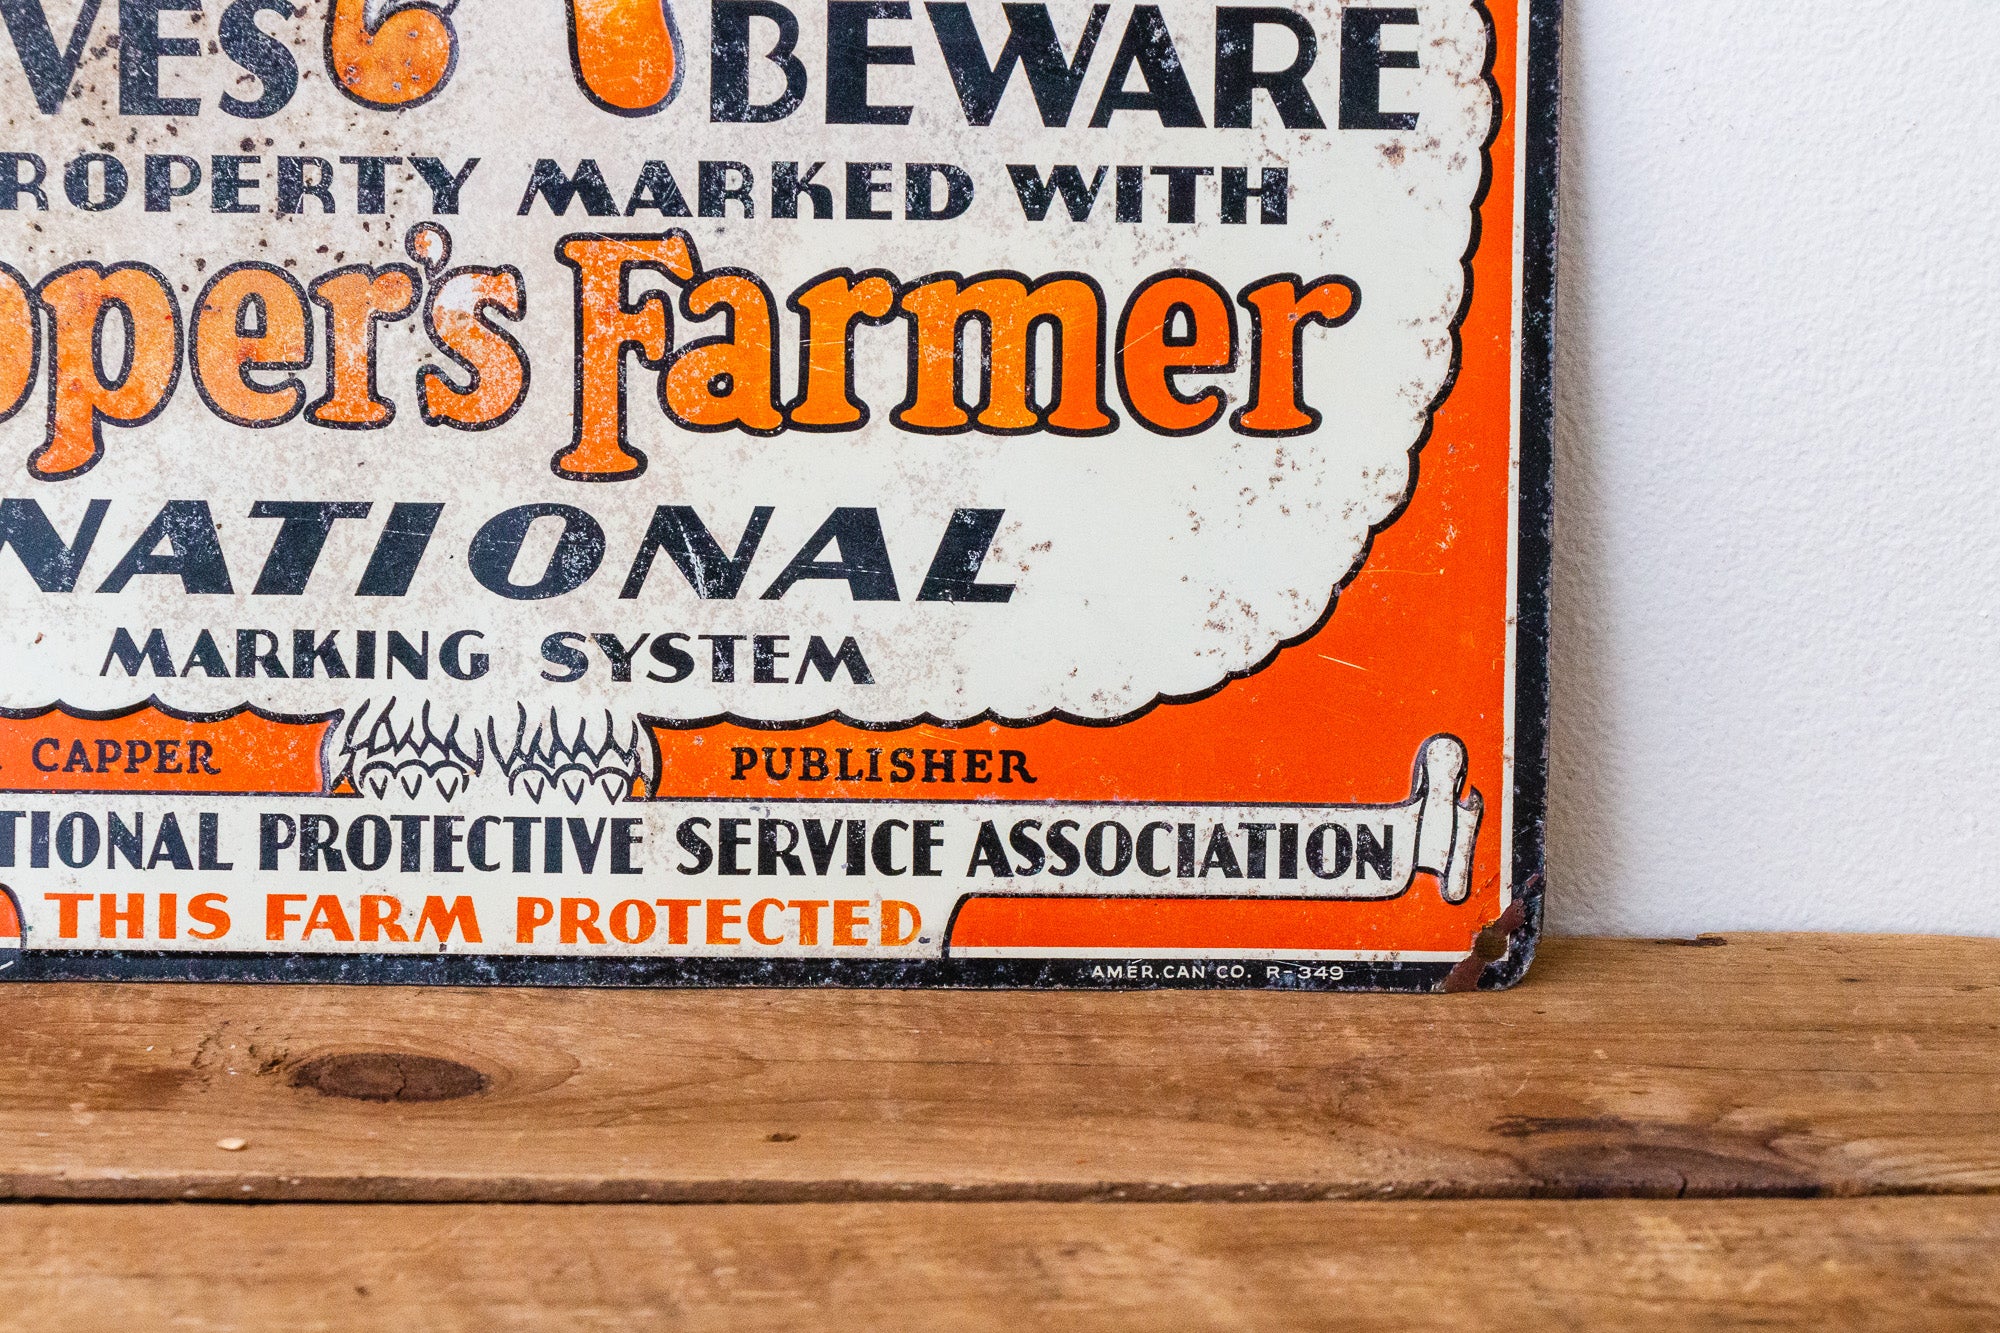 VES BEWARE
ROPERTY MARKED WITH
pper's Farmer
NATIONAL
MARKING SYSTEM
CAPPER PUBLISHER
TIONAL PROTECTIVE SERVICE ASSOCIATION
THIS FARM PROTECTED
AMER.CAN CO. R-349